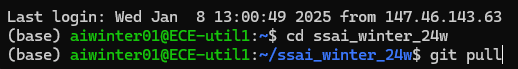 Last login: Wed Jan  8 13:00:49 2025 from 147.46.143.63
(base) aiwinter01@ECE-util1:~$ cd ssai_winter_24w
(base) aiwinter01@ECE-util1:~/ssai_winter_24w$ git pull